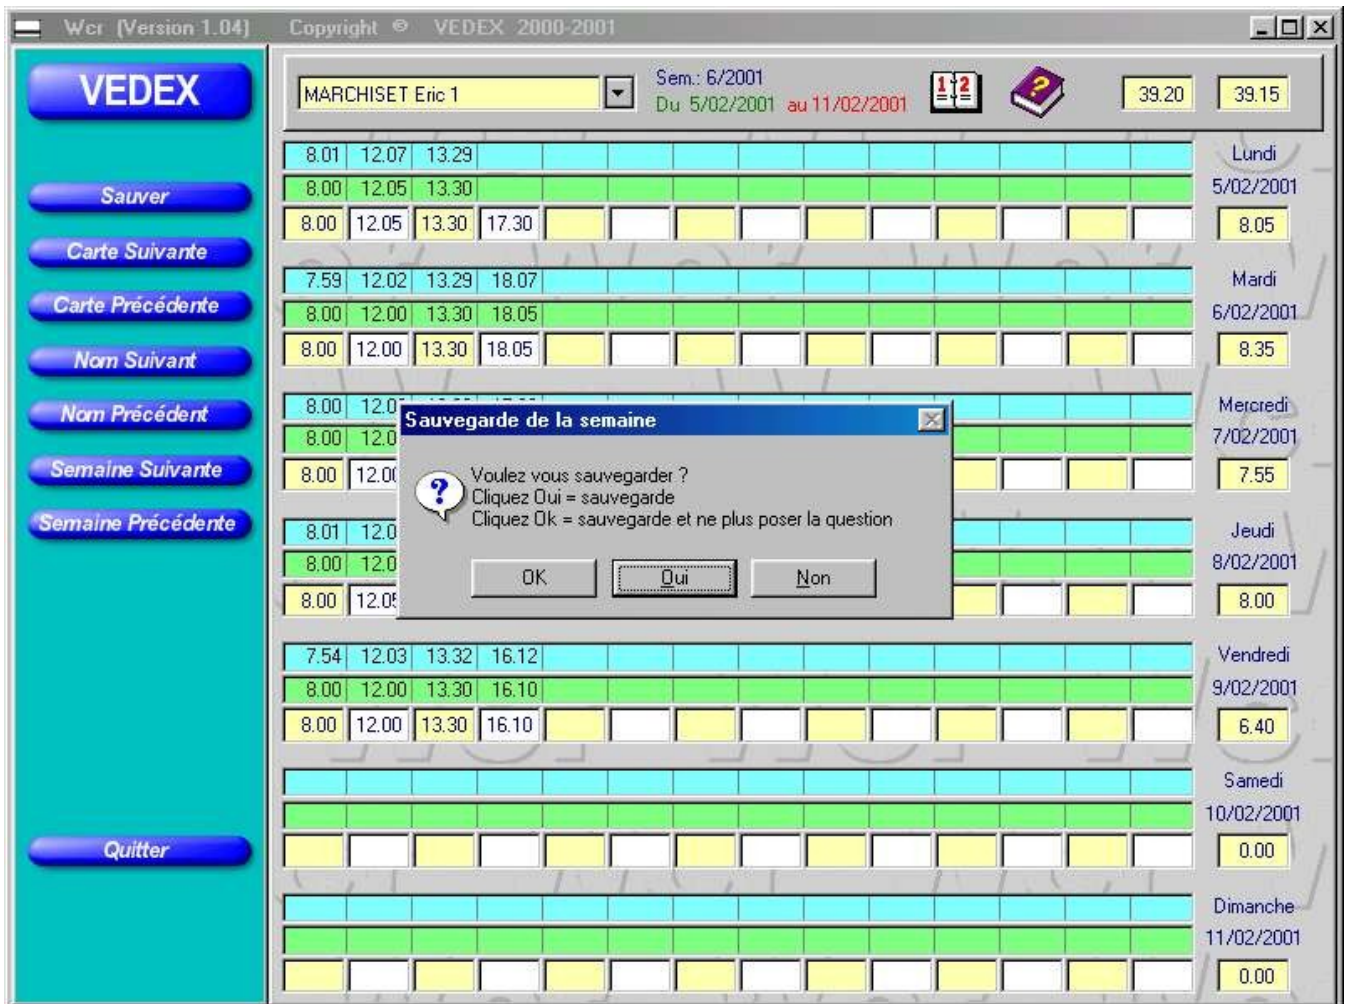 Wcr (Version 1.04) Copyright © VEDEX 2000-2001
VEDEX
MARCHISET Eric 1
Sem.: 6/2001
Du 5/02/2001 au 11/02/2001
1 2
?
39.20 39.15
Sauver
Carte Suivante
Carte Précédente
Nom Suivant
Nom Précédent
Semaine Suivante
Semaine Précédente
Quitter
8.01 12.07 13.29 Lundi
8.00 12.05 13.30 5/02/2001
8.00 12.05 13.30 17.30 8.05
7.59 12.02 13.29 18.07 Mardi
8.00 12.00 13.30 18.05 6/02/2001
8.00 12.00 13.30 18.05 8.35
8.00 Mercredi
8.00 7/02/2001
8.00 7.55
Sauvegarde de la semaine
?
Voulez vous sauvegarder ?
Cliquez Oui = sauvegarde
Cliquez Ok = sauvegarde et ne plus poser la question
OK Oui Non
8.01 Jeudi
8.00 8/02/2001
8.00 8.00
7.54 12.03 13.32 16.12 Vendredi
8.00 12.00 13.30 16.10 9/02/2001
8.00 12.00 13.30 16.10 6.40
Samedi
10/02/2001
0.00
Dimanche
11/02/2001
0.00